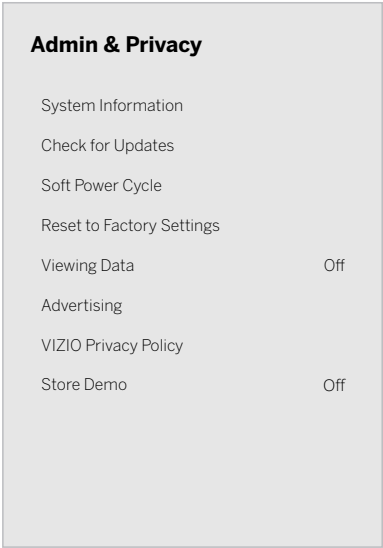 Admin & Privacy
System Information
Check for Updates
Soft Power Cycle
Reset to Factory Settings
Viewing Data Off
Advertising
VIZIO Privacy Policy
Store Demo Off